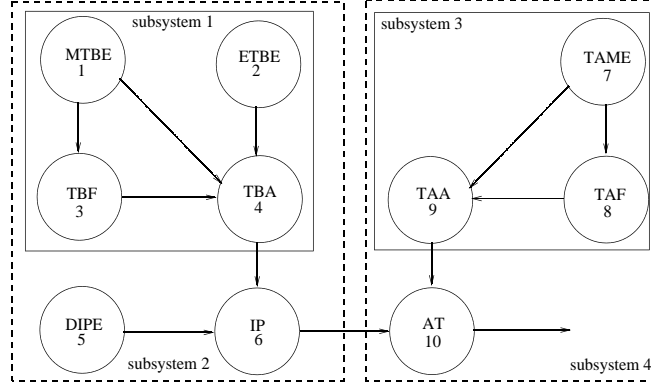 subsystem 1
subsystem 3
MTBE
1
ETBE
2
TAME
7
TBF
3
TBA
4
TAA
9
TAF
8
DIPE
5
IP
6
AT
10
subsystem 2
subsystem 4